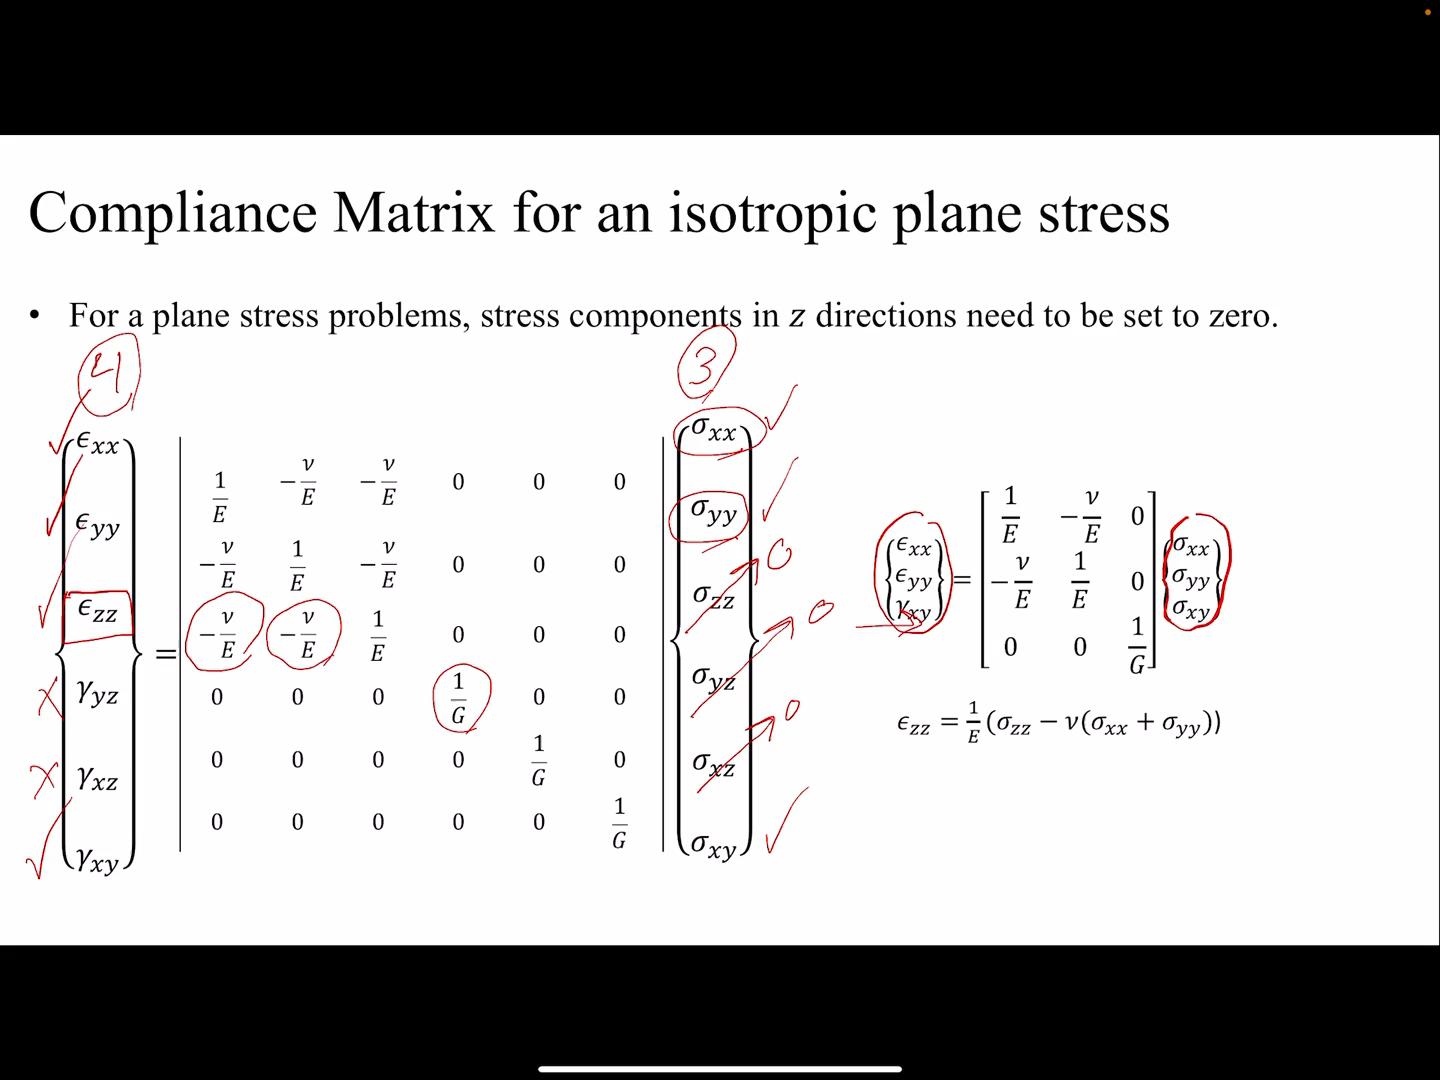 Compliance Matrix for an isotropic plane stress
• For a plane stress problems, stress components in z directions need to be set to zero.
4
3
ϵxx 1/E −ν/E −ν/E 0 0 0 σxx
ϵyy −ν/E 1/E −ν/E 0 0 0 σyy
ϵzz = −ν/E −ν/E 1/E 0 0 0 σzz 0
γyz 0 0 0 1/G 0 0 σyz 0
γxz 0 0 0 0 1/G 0 σxz 0
γxy 0 0 0 0 0 1/G σxy
ϵxx 1/E −ν/E 0 σxx
ϵyy = −ν/E 1/E 0 σyy
γxy 0 0 1/G σxy
ϵzz = 1/E (σzz − ν(σxx + σyy))